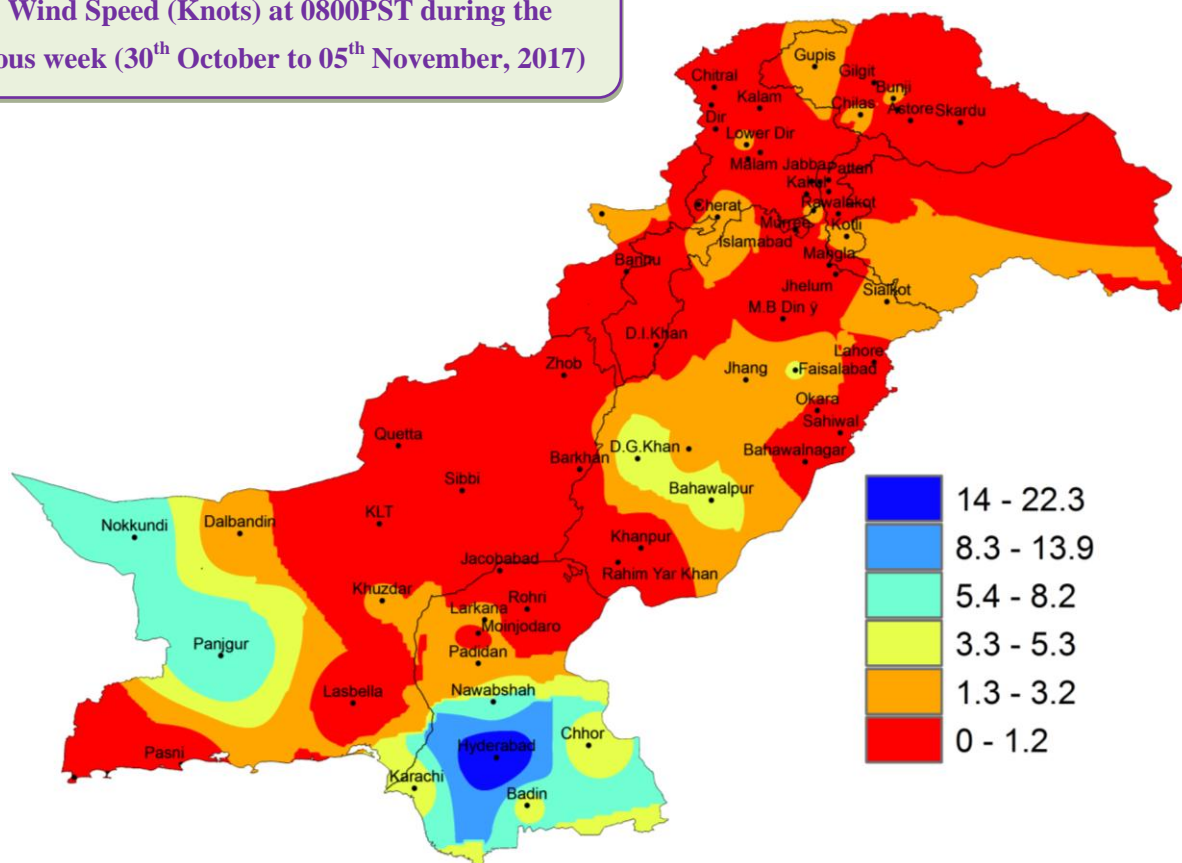 Wind Speed (Knots) at 0800PST during the
ous week (30th October to 05th November, 2017)
Gupis
Gilgit
Chitral
Bunji
Kalam
Chilas
Astore Skardu
Dir
Lower Dir
Malam Jabba
Pattan
Kakul
Cherat
Rawalakot
Murree
Kotli
Islamabad
Mangla
Bannu
Jhelum
Sialkot
M.B Din ÿ
D.I.Khan
Lahore
Zhob
Jhang
Faisalabad
Okara
Sahiwal
Quetta
D.G.Khan
Bahawalnagar
Barkhan
Sibbi
Bahawalpur
Nokkundi
Dalbandin
KLT
Khanpur
Jacobabad
Rahim Yar Khan
Khuzdar
Rohri
Larkana
Moinjodaro
Panjgur
Padidan
Lasbella
Nawabshah
Chhor
Hyderabad
Pasni
Karachi
Badin
14 - 22.3
8.3 - 13.9
5.4 - 8.2
3.3 - 5.3
1.3 - 3.2
0 - 1.2